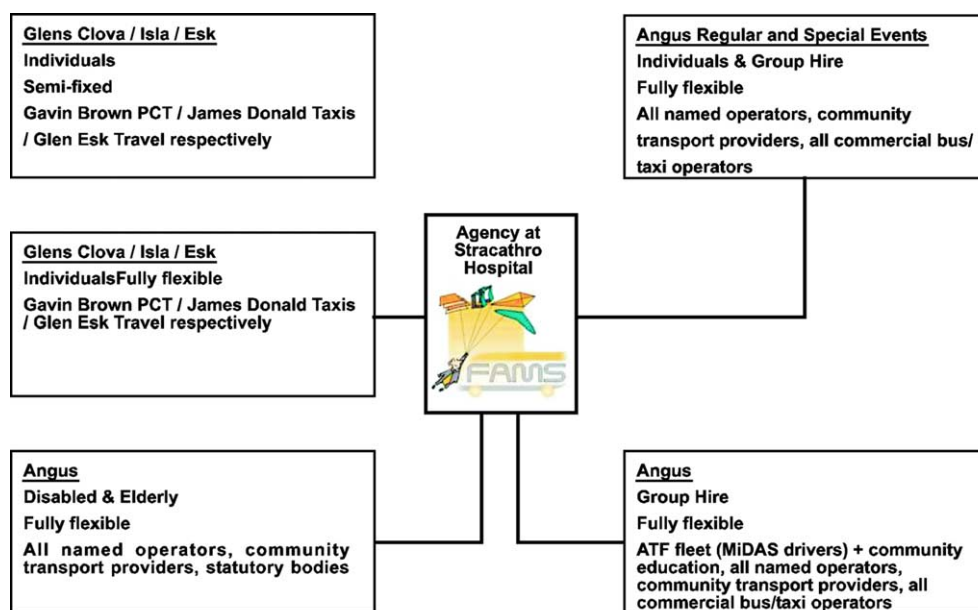 Glens Clova / Isla / Esk
Individuals
Semi-fixed
Gavin Brown PCT / James Donald Taxis
/ Glen Esk Travel respectively
Angus Regular and Special Events
Individuals & Group Hire
Fully flexible
All named operators, community
transport providers, all commercial bus/
taxi operators
Glens Clova / Isla / Esk
IndividualsFully flexible
Gavin Brown PCT / James Donald Taxis
/ Glen Esk Travel respectively
Agency at
Stracathro
Hospital
FAMS
Angus
Disabled & Elderly
Fully flexible
All named operators, community
transport providers, statutory bodies
Angus
Group Hire
Fully flexible
ATF fleet (MiDAS drivers) + community
education, all named operators,
community transport providers, all
commercial bus/taxi operators